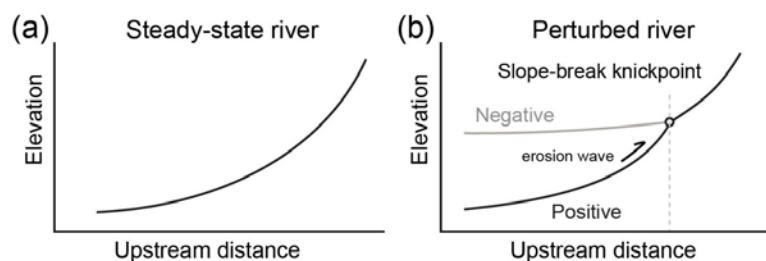 (a)
Steady-state river
Elevation
Upstream distance
(b)
Perturbed river
Slope-break knickpoint
Negative
erosion wave
Positive
Elevation
Upstream distance